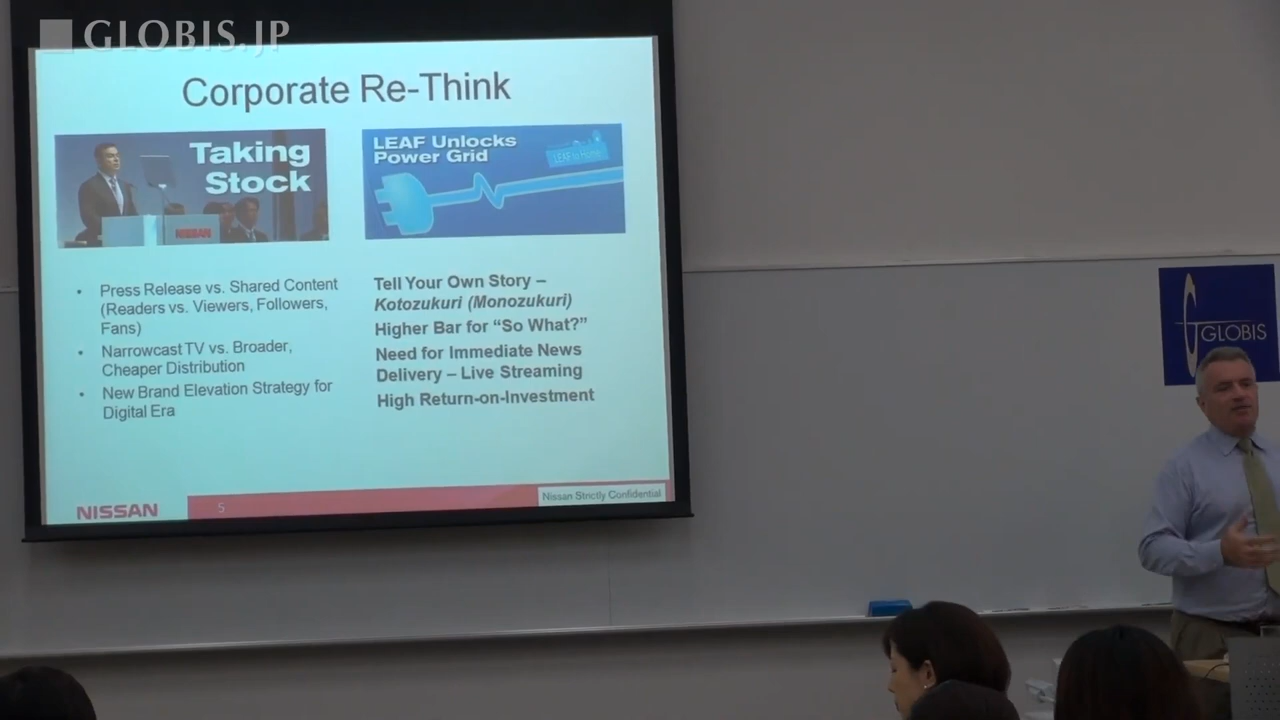 GLOBIS.JP
Corporate Re-Think
Taking
Stock
NISSAN
LEAF Unlocks
Power Grid
LEAF to Home
• Press Release vs. Shared Content
(Readers vs. Viewers, Followers,
Fans)
• Narrowcast TV vs. Broader,
Cheaper Distribution
• New Brand Elevation Strategy for
Digital Era
Tell Your Own Story –
Kotozukuri (Monozukuri)
Higher Bar for “So What?”
Need for Immediate News
Delivery – Live Streaming
High Return-on-Investment
NISSAN
5
Nissan Strictly Confidential
GLOBIS